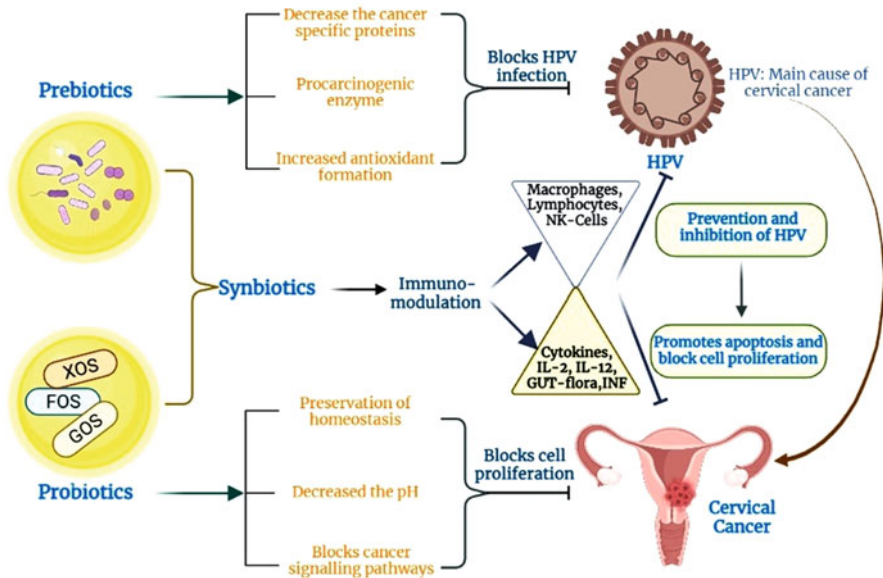 Decrease the cancer
specific proteins
Prebiotics
Procarcinogenic
enzyme
Increased antioxidant
formation
Blocks HPV
infection
HPV
HPV: Main cause of
cervical cancer
Synbiotics
Immuno-
modulation
Macrophages,
Lymphocytes,
NK-Cells
Cytokines,
IL-2, IL-12,
GUT-flora,INF
Prevention and
inhibition of HPV
Promotes apoptosis and
block cell proliferation
XOS
FOS
GOS
Probiotics
Preservation of
homeostasis
Decreased the pH
Blocks cancer
signalling pathways
Blocks cell
proliferation
Cervical
Cancer